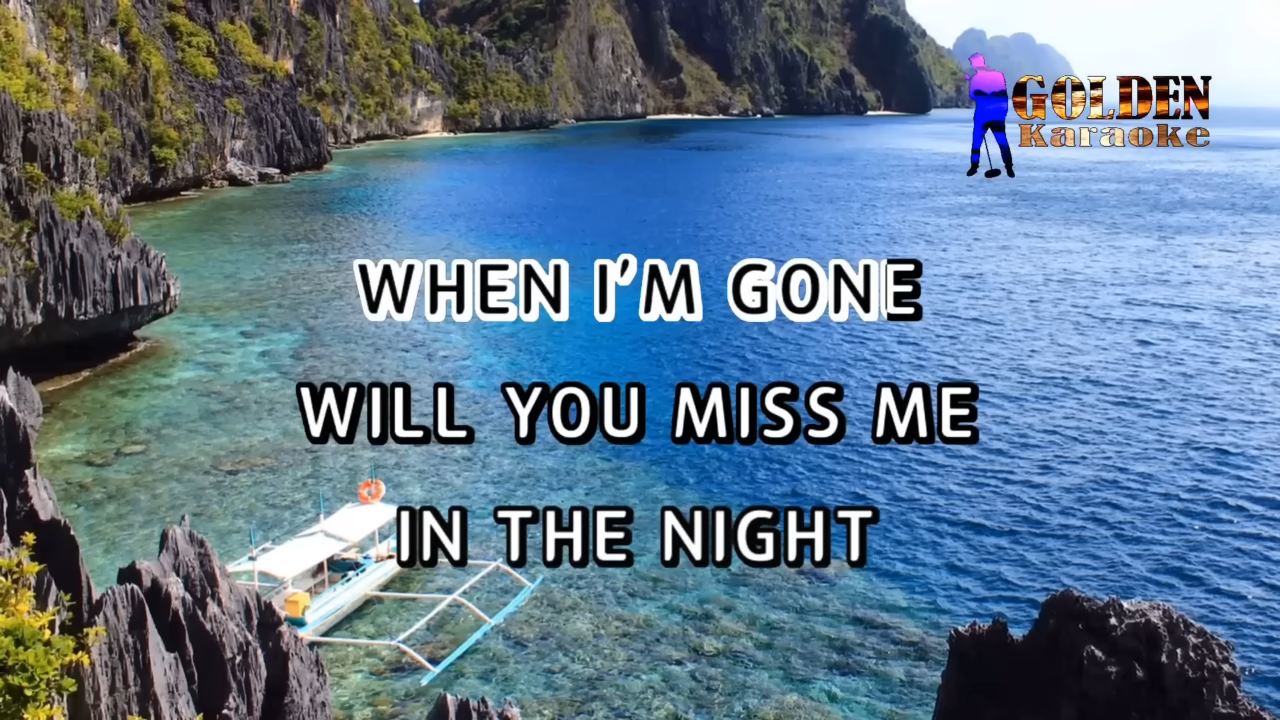 GOLDEN
Karaoke
WHEN I'M GONE
WILL YOU MISS ME
IN THE NIGHT